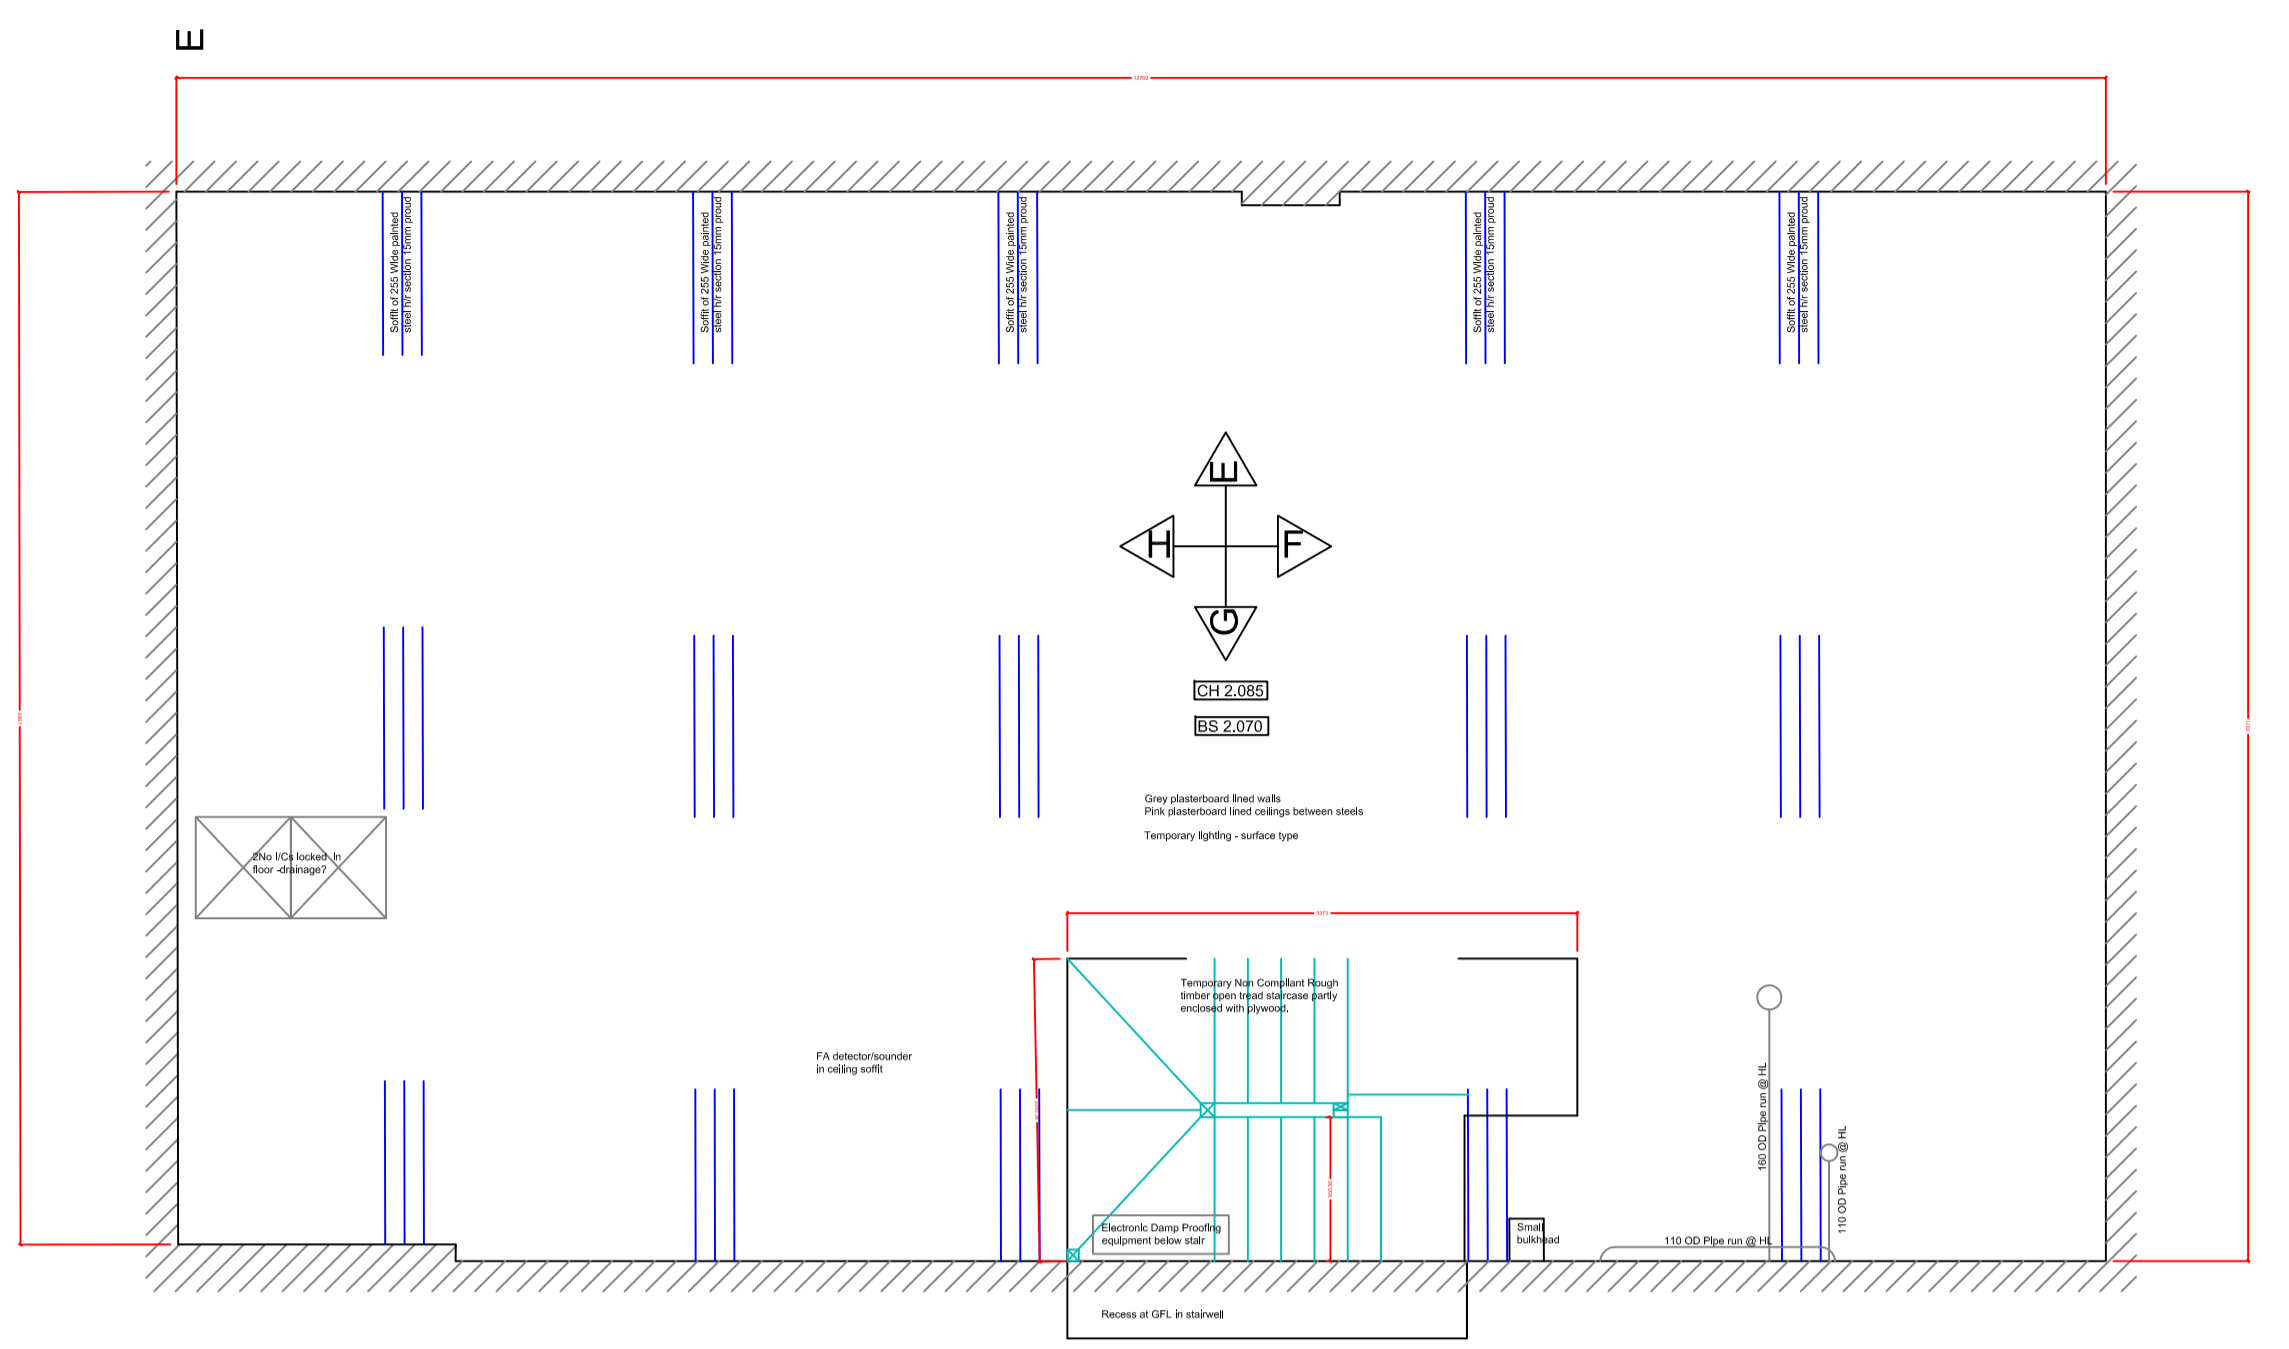 E
12760
Soffit of 255 Wide painted
steel h/r section 15mm proud
Soffit of 255 Wide painted
steel h/r section 15mm proud
Soffit of 255 Wide painted
steel h/r section 15mm proud
Soffit of 255 Wide painted
steel h/r section 15mm proud
Soffit of 255 Wide painted
steel h/r section 15mm proud
E
H
F
G
CH 2.085
BS 2.070
Grey plasterboard lined walls
Pink plasterboard lined ceilings between steels
Temporary lighting - surface type
2No I/Cs locked in
floor -drainage?
3373
Temporary Non Compliant Rough
timber open tread staircase partly
enclosed with plywood.
FA detector/sounder
in ceiling soffit
160 OD Pipe run @ HL
110 OD Pipe run @ HL
Electronic Damp Proofing
equipment below stair
Small
bulkhead
110 OD Pipe run @ HL
Recess at GFL in stairwell